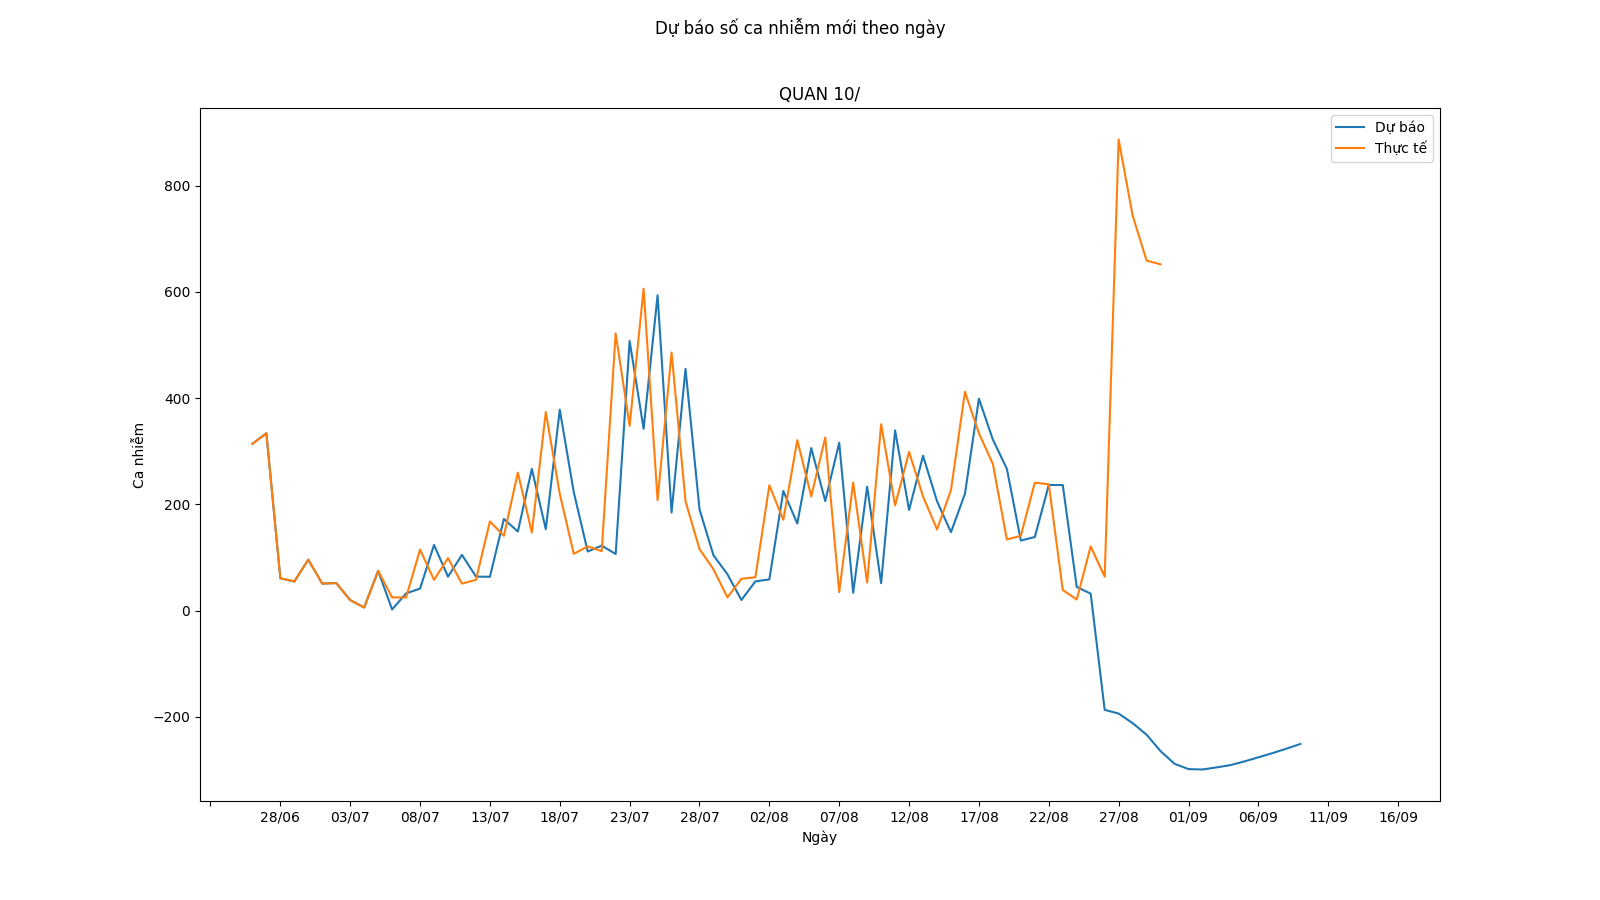 Dự báo số ca nhiễm mới theo ngày
QUAN 10/
Dự báo
Thực tế
Ca nhiễm
800
600
400
200
0
−200
28/06 03/07 08/07 13/07 18/07 23/07 28/07 02/08 07/08 12/08 17/08 22/08 27/08 01/09 06/09 11/09 16/09
Ngày